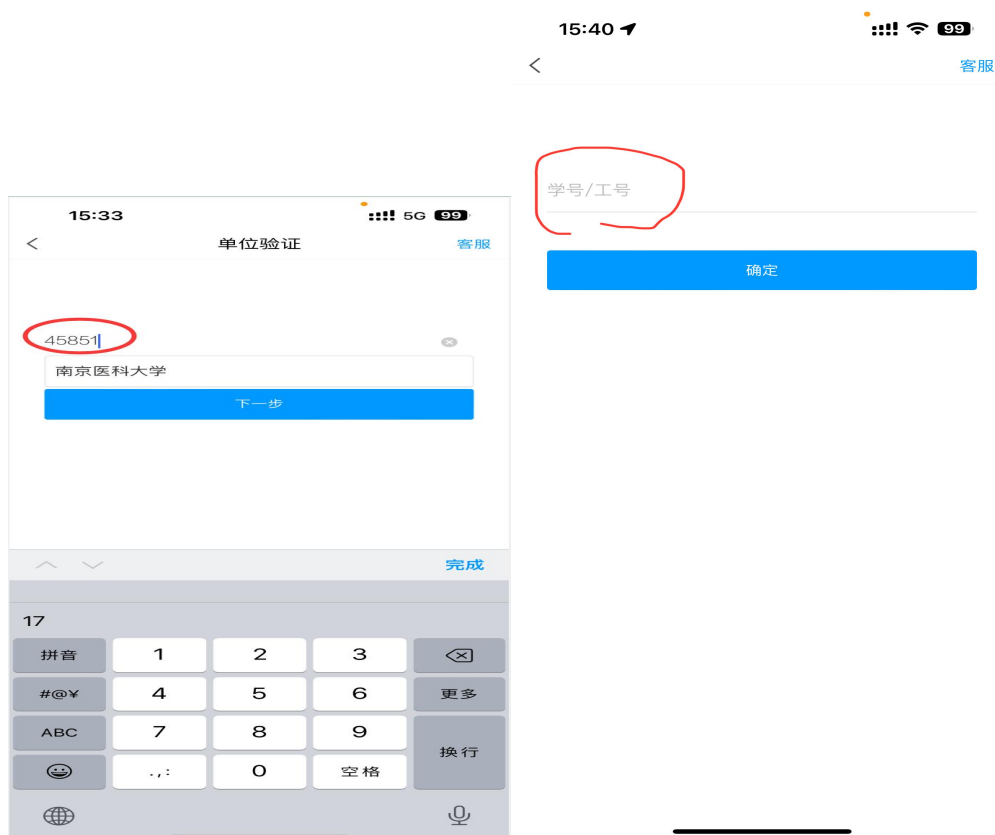 15:33
5G 99
单位验证
客服
45851
南京医科大学
下一步
完成
17
拼音 1 2 3
#@¥ 4 5 6 更多
ABC 7 8 9
换行
.,: 0 空格
15:40
99
客服
学号/工号
确定